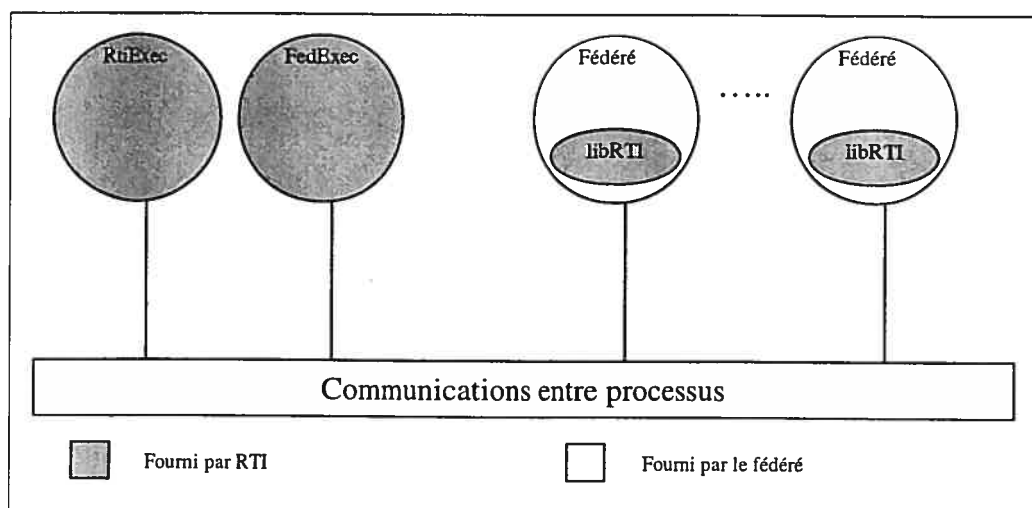 RtiExec
FedExec
Fédéré
.....
Fédéré
libRTI
libRTI
Communications entre processus
Fourni par RTI
Fourni par le fédéré